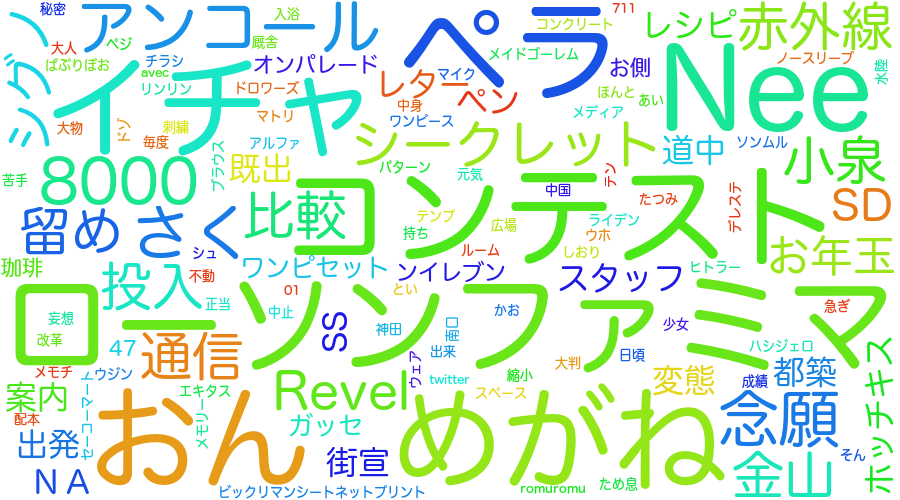 秘密
シグン
アンコール
入浴
ペラ
711
コンクリート
レシピ
赤外線
大人
ペジ
厩舎
ぱぷりぽお
チラシ
avec
オンパレード
メイドゴーレム
ノースリーブ
お側
水陸
イチャ
リンリン
ドロワーズ
レター
マイク
ペン
ほんと
あい
Nee
中身
マトリ
ワンピース
メディア
大物
ドゾ
刺繍
毎度
アルファ
シークレット
道中
ソンムル
小泉
苦手
8000
ブラウス
既出
パターン
元気
中国
テン
たつみ
デレステ
SD
留め
さく
比較
コンテスト
テンプ
持ち
広場
ライデン
ウホ
お年玉
シュ
ルーム
しおり
珈琲
投入
不動
ワンピセット
ンイレブン
スタッフ
ヒトラー
正当
01
とい
ローソンファミマ
妄想
改革
中止
SS
神田
南口
かお
少女
急ぎ
47
通信
出来
日頃
ハシジェロ
メモチ
ウジン
セーコーマート
エキタス
ウェア
twitter
縮小
大判
案内
配本
メモリー
Revel
スペース
変態
成績
都築
ホッチキス
おん
めがね
念願
出発
ガッセ
街宣
金山
そん
NA
ビックリマンシートネットプリント
romuromu
ため息